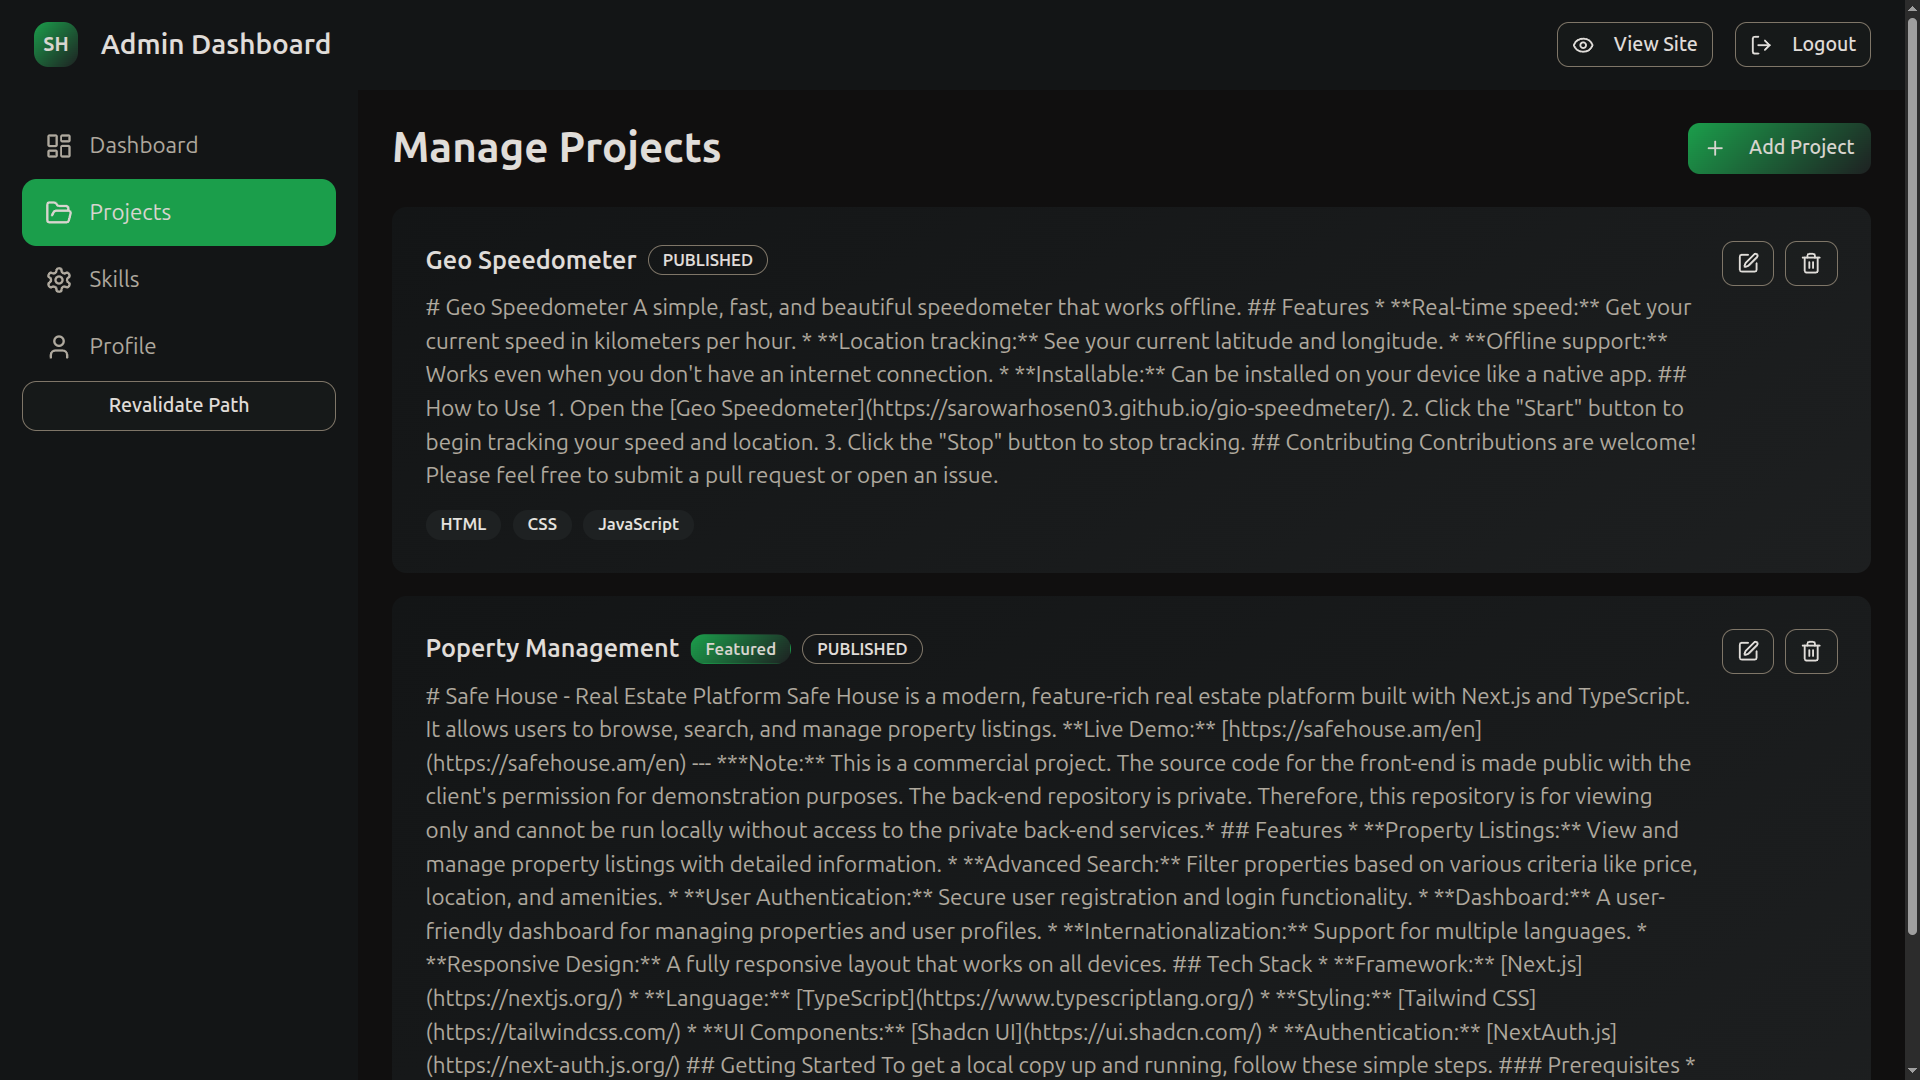 SH Admin Dashboard
View Site
Logout
Dashboard
Projects
Skills
Profile
Revalidate Path
Manage Projects
Add Project
Geo Speedometer PUBLISHED
# Geo Speedometer A simple, fast, and beautiful speedometer that works offline. ## Features * **Real-time speed:** Get your
current speed in kilometers per hour. * **Location tracking:** See your current latitude and longitude. * **Offline support:**
Works even when you don't have an internet connection. * **Installable:** Can be installed on your device like a native app. ##
How to Use 1. Open the [Geo Speedometer](https://sarowarhosen03.github.io/gio-speedmeter/). 2. Click the "Start" button to
begin tracking your speed and location. 3. Click the "Stop" button to stop tracking. ## Contributing Contributions are welcome!
Please feel free to submit a pull request or open an issue.
HTML CSS JavaScript
Poperty Management Featured PUBLISHED
# Safe House - Real Estate Platform Safe House is a modern, feature-rich real estate platform built with Next.js and TypeScript.
It allows users to browse, search, and manage property listings. **Live Demo:** [https://safehouse.am/en]
(https://safehouse.am/en) --- ***Note:** This is a commercial project. The source code for the front-end is made public with the
client's permission for demonstration purposes. The back-end repository is private. Therefore, this repository is for viewing
only and cannot be run locally without access to the private back-end services.* ## Features * **Property Listings:** View and
manage property listings with detailed information. * **Advanced Search:** Filter properties based on various criteria like price,
location, and amenities. * **User Authentication:** Secure user registration and login functionality. * **Dashboard:** A user-
friendly dashboard for managing properties and user profiles. * **Internationalization:** Support for multiple languages. *
**Responsive Design:** A fully responsive layout that works on all devices. ## Tech Stack * **Framework:** [Next.js]
(https://nextjs.org/) * **Language:** [TypeScript](https://www.typescriptlang.org/) * **Styling:** [Tailwind CSS]
(https://tailwindcss.com/) * **UI Components:** [Shadcn UI](https://ui.shadcn.com/) * **Authentication:** [NextAuth.js]
(https://next-auth.js.org/) ## Getting Started To get a local copy up and running, follow these simple steps. ### Prerequisites *